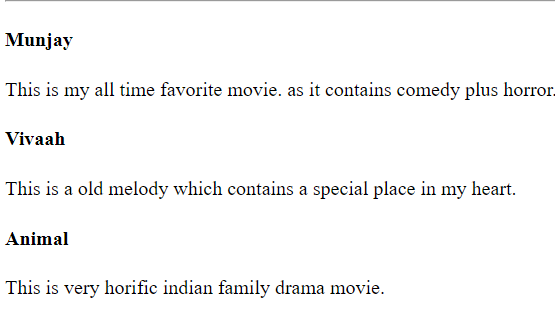 Munjay
This is my all time favorite movie. as it contains comedy plus horror.
Vivaah
This is a old melody which contains a special place in my heart.
Animal
This is very horific indian family drama movie.